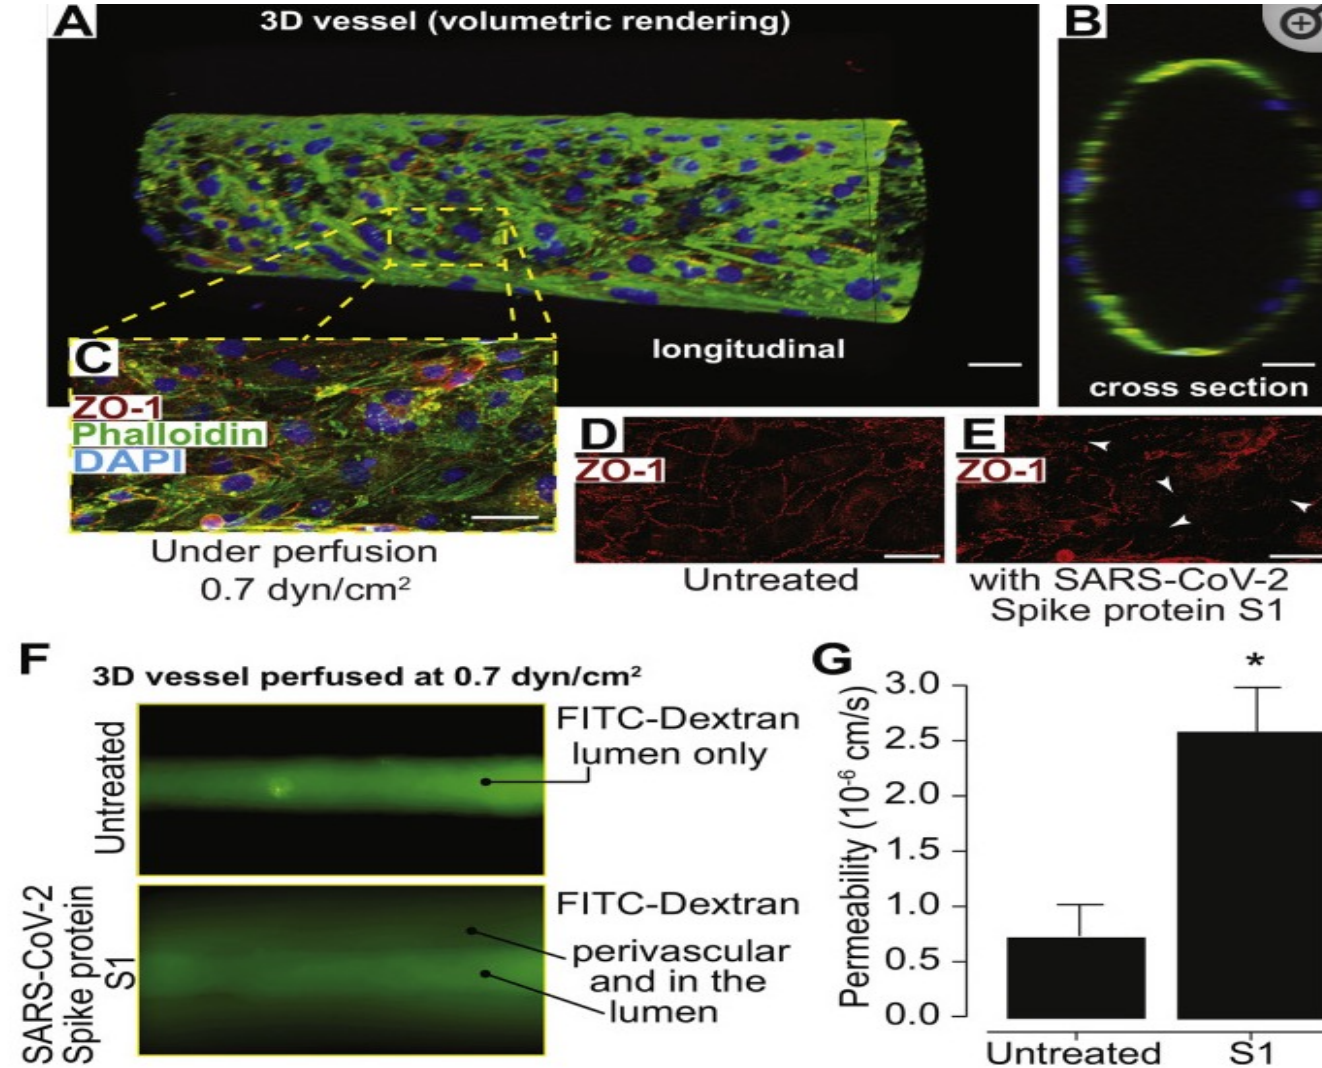 A
3D vessel (volumetric rendering)
longitudinal
B
cross section
C
ZO-1
Phalloidin
DAPI
Under perfusion
0.7 dyn/cm²
D
ZO-1
Untreated
E
ZO-1
with SARS-CoV-2
Spike protein S1
F
3D vessel perfused at 0.7 dyn/cm²
Untreated
FITC-Dextran
lumen only
SARS-CoV-2
Spike protein
S1
FITC-Dextran
perivascular
and in the
lumen
G
*
Permeability (10⁻⁶ cm/s)
3.0
2.5
2.0
1.5
1.0
0.5
0.0
Untreated
S1